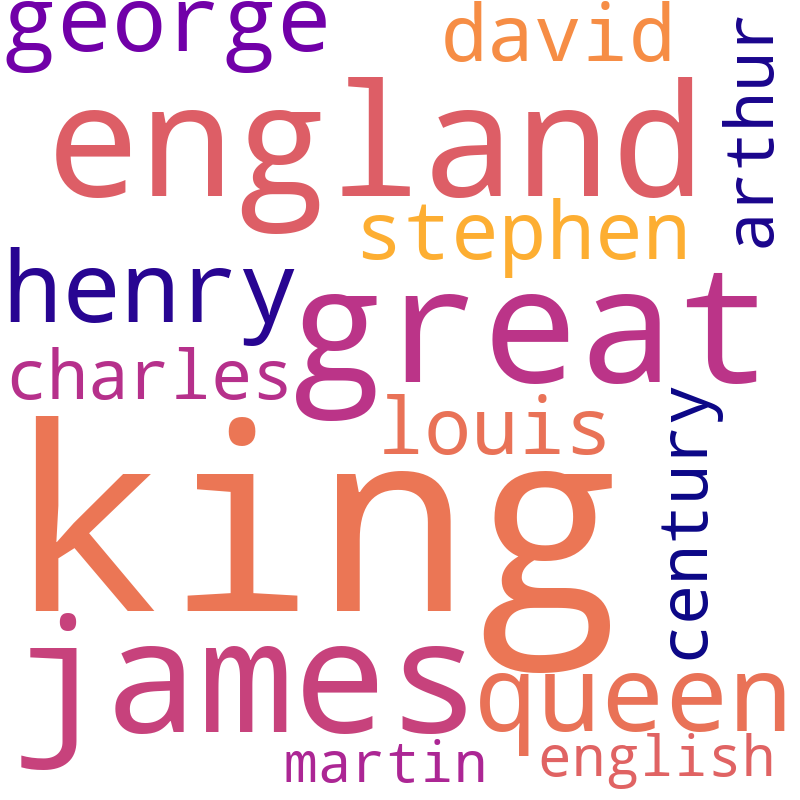 george
david
arthur
england
stephen
henry
great
charles
louis
century
king
james
queen
martin
english